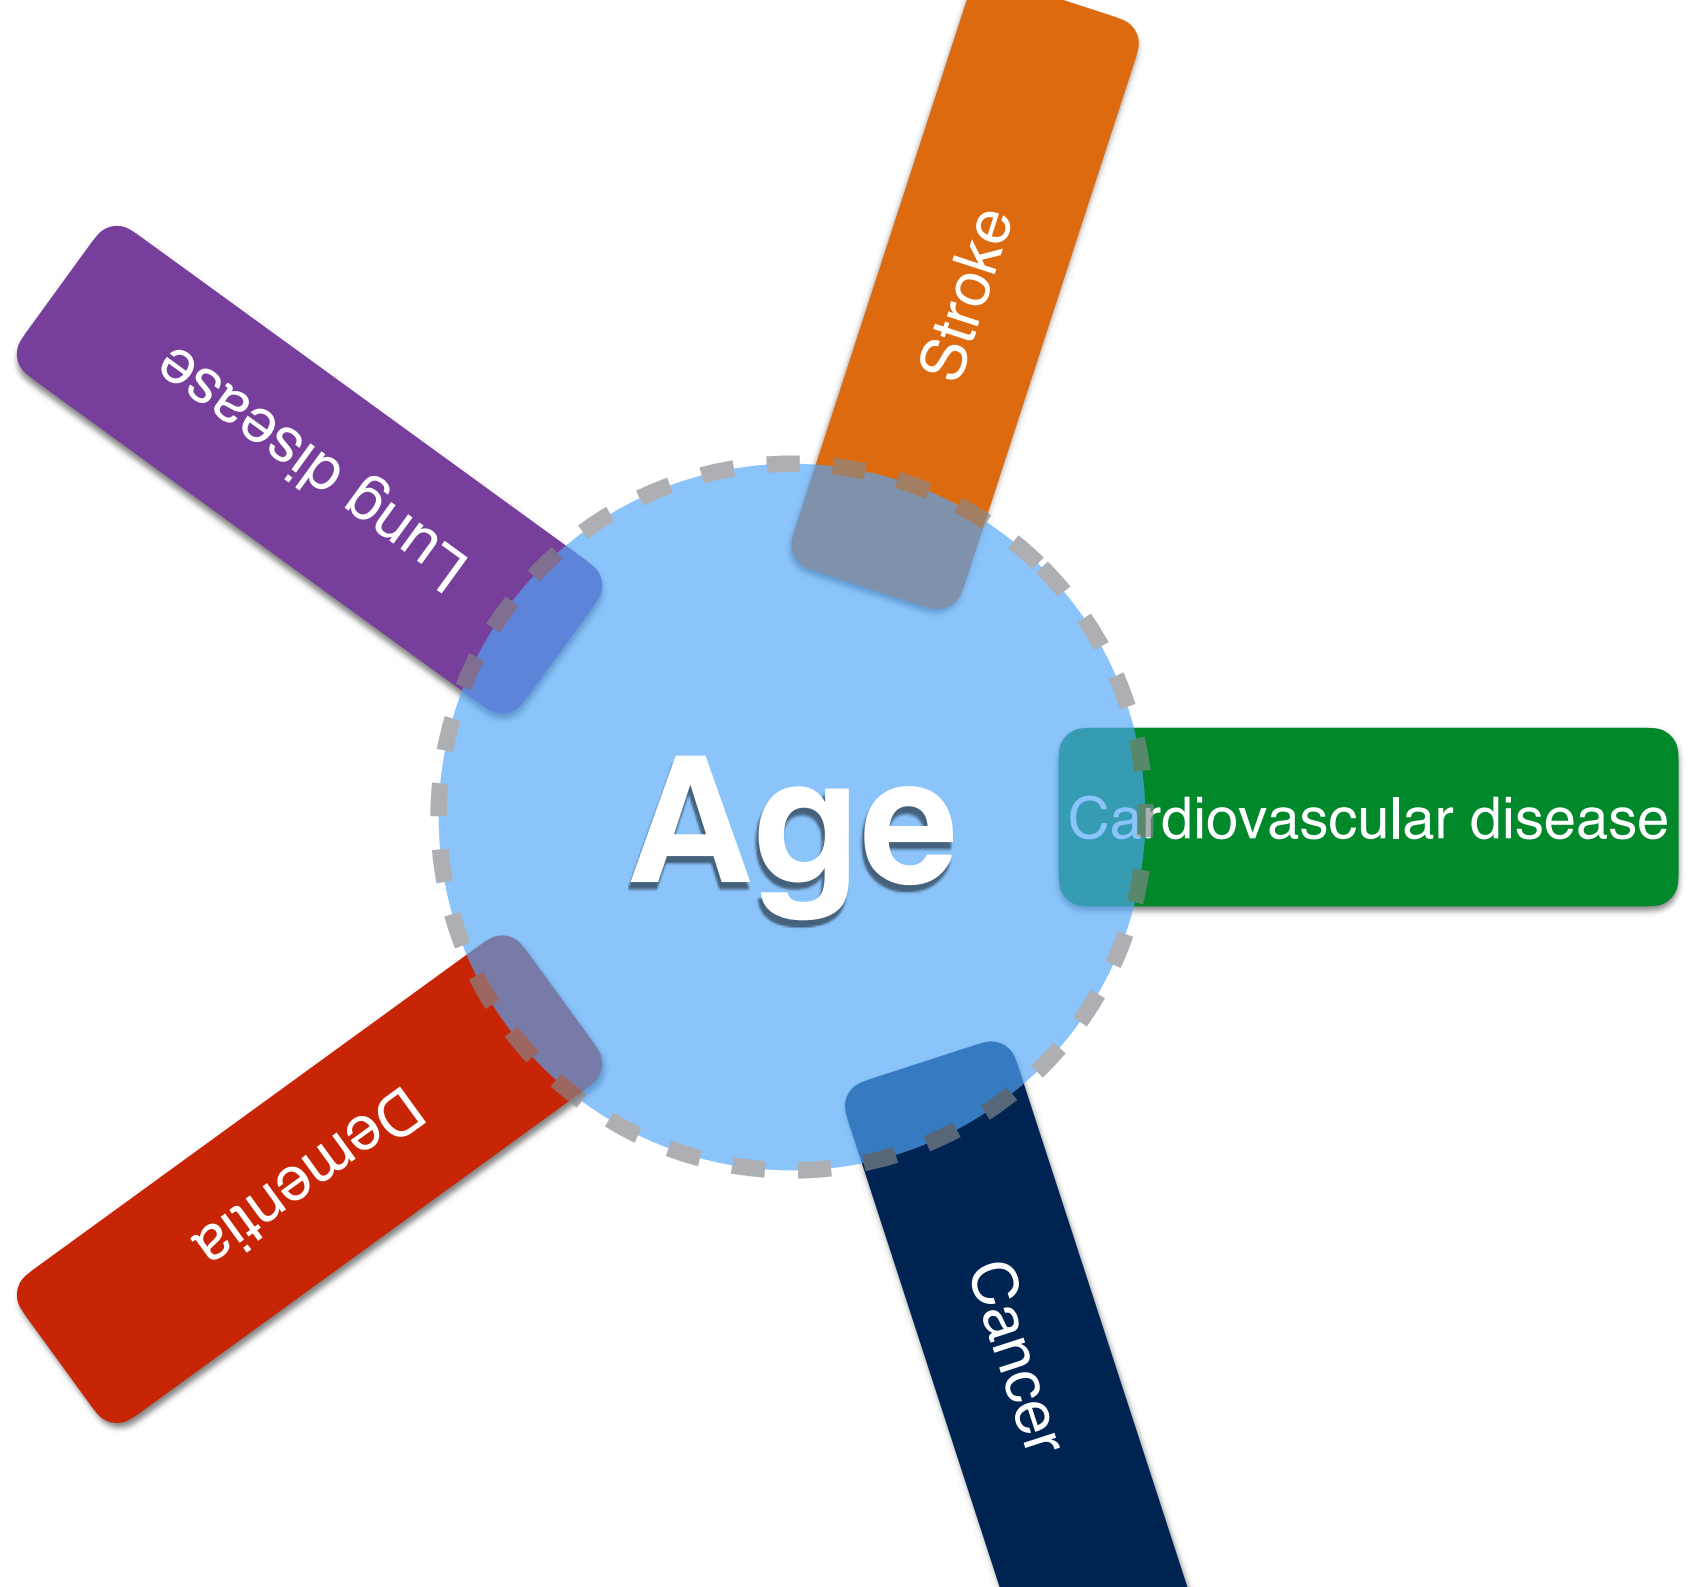 Stroke
Lung disease
Age
Cardiovascular disease
Dementia
Cancer